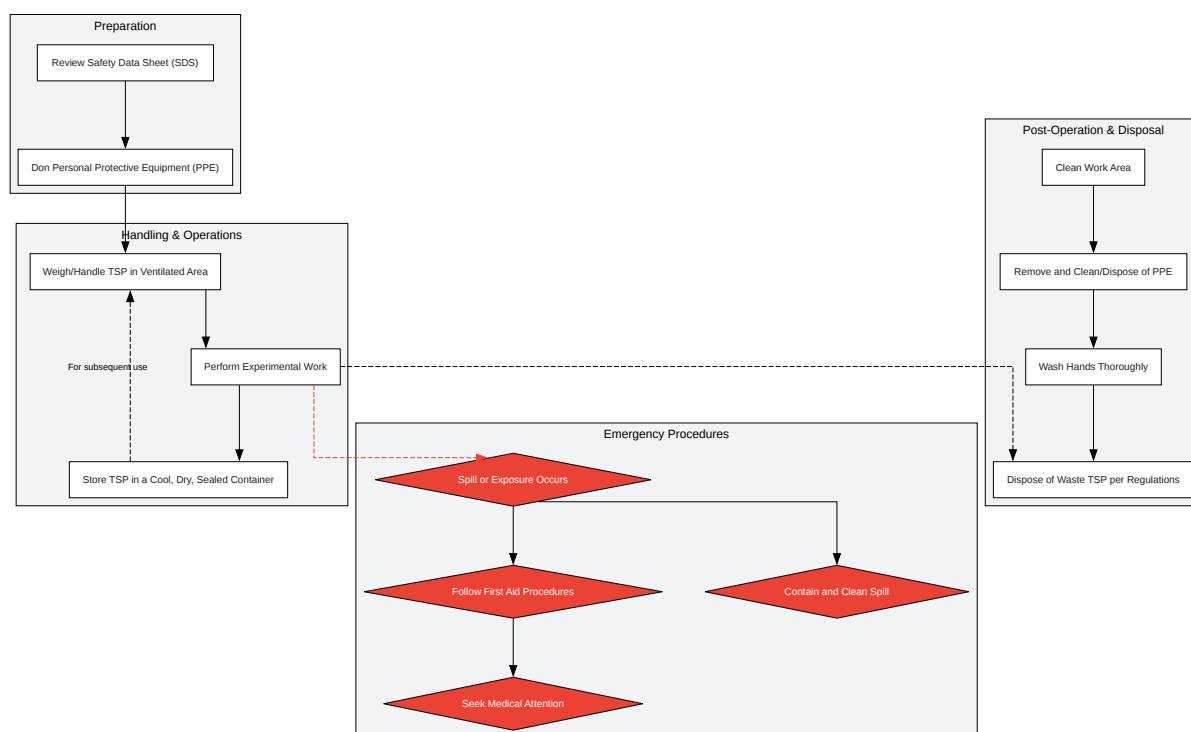 Preparation
Review Safety Data Sheet (SDS)
Don Personal Protective Equipment (PPE)
Handling & Operations
Weigh/Handle TSP in Ventilated Area
For subsequent use
Perform Experimental Work
Store TSP in a Cool, Dry, Sealed Container
Emergency Procedures
Spill or Exposure Occurs
Follow First Aid Procedures
Contain and Clean Spill
Seek Medical Attention
Post-Operation & Disposal
Clean Work Area
Remove and Clean/Dispose of PPE
Wash Hands Thoroughly
Dispose of Waste TSP per Regulations